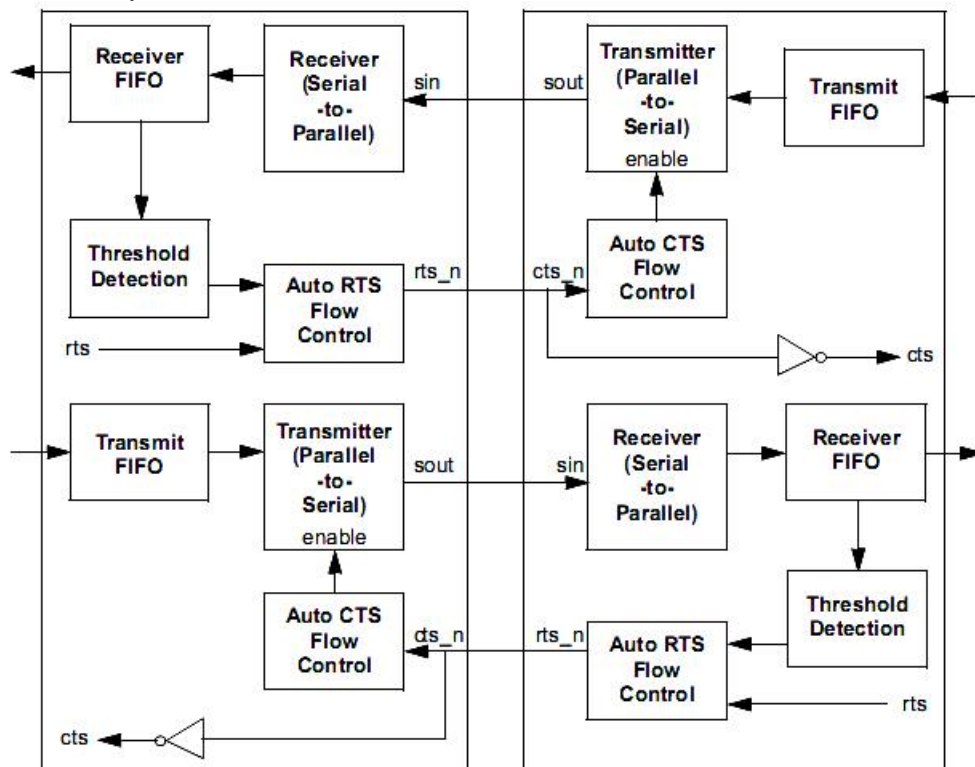 Receiver
FIFO
Receiver
(Serial
-to-
Parallel)
sin
sout
Transmitter
(Parallel
-to-
Serial)
enable
Transmit
FIFO
Threshold
Detection
Auto RTS
Flow
Control
rts_n
cts_n
Auto CTS
Flow
Control
rts
cts
Transmit
FIFO
Transmitter
(Parallel
-to-
Serial)
enable
sout
sin
Receiver
(Serial
-to-
Parallel)
Receiver
FIFO
Auto CTS
Flow
Control
cts_n
rts_n
Auto RTS
Flow
Control
Threshold
Detection
rts
cts